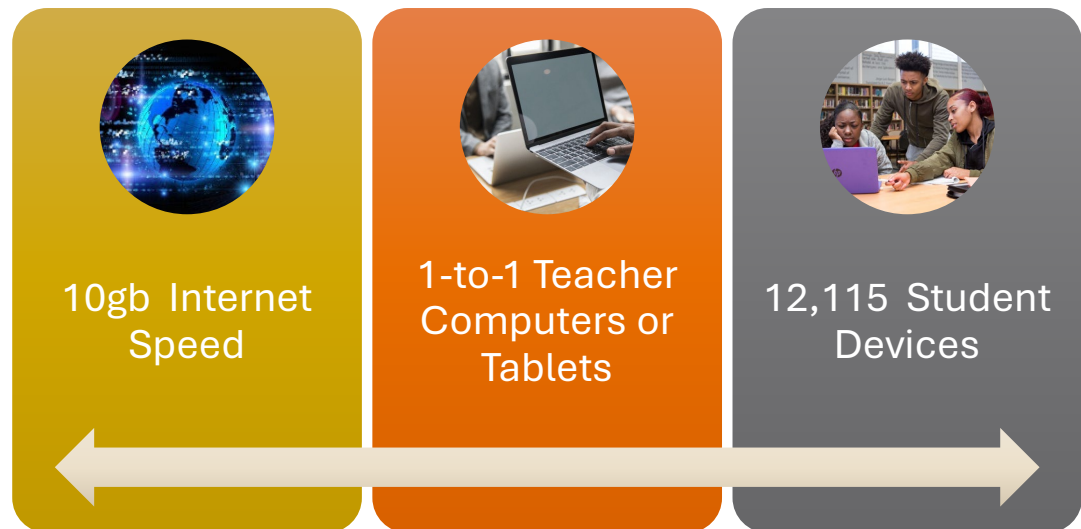 10gb Internet
Speed
1-to-1 Teacher
Computers or
Tablets
12,115 Student
Devices